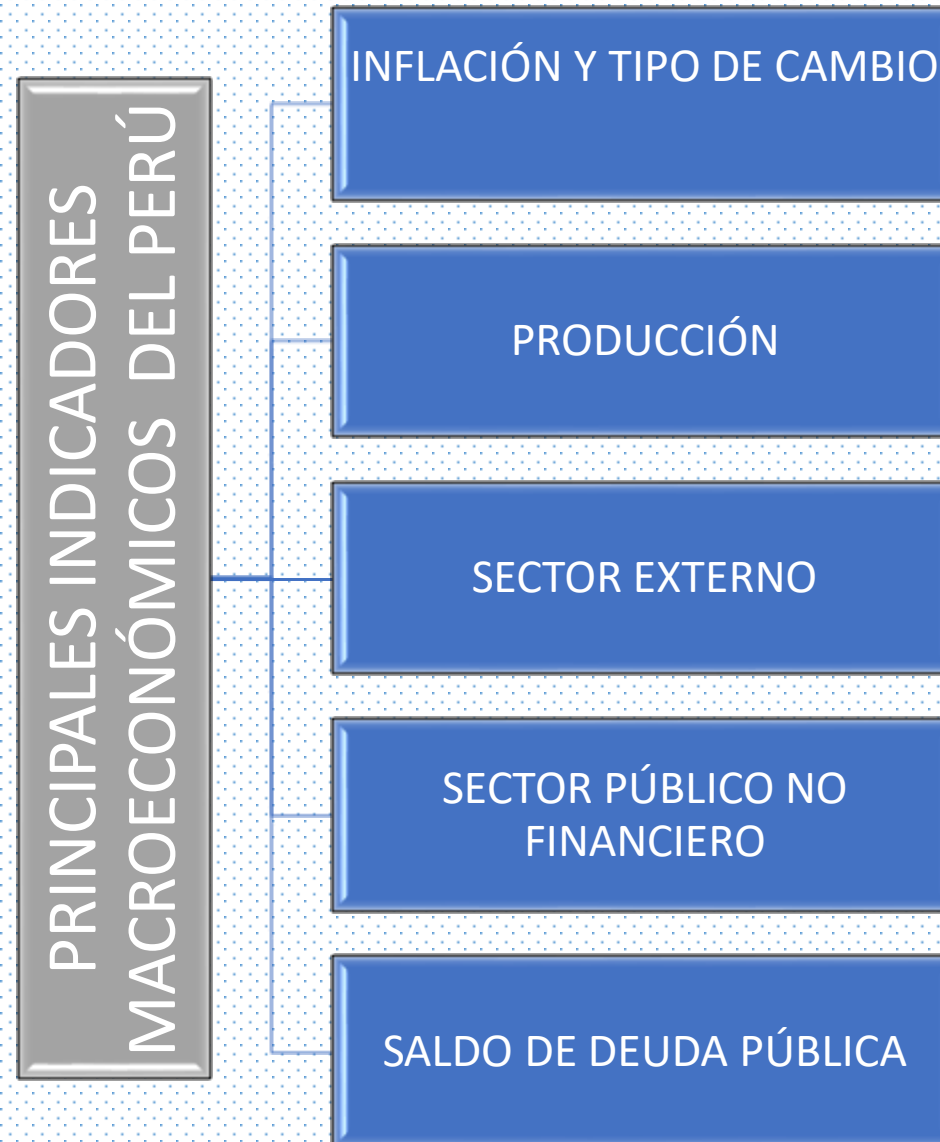 PRINCIPALES INDICADORES
MACROECONÓMICOS DEL PERÚ
INFLACIÓN Y TIPO DE CAMBIO
PRODUCCIÓN
SECTOR EXTERNO
SECTOR PÚBLICO NO
FINANCIERO
SALDO DE DEUDA PÚBLICA